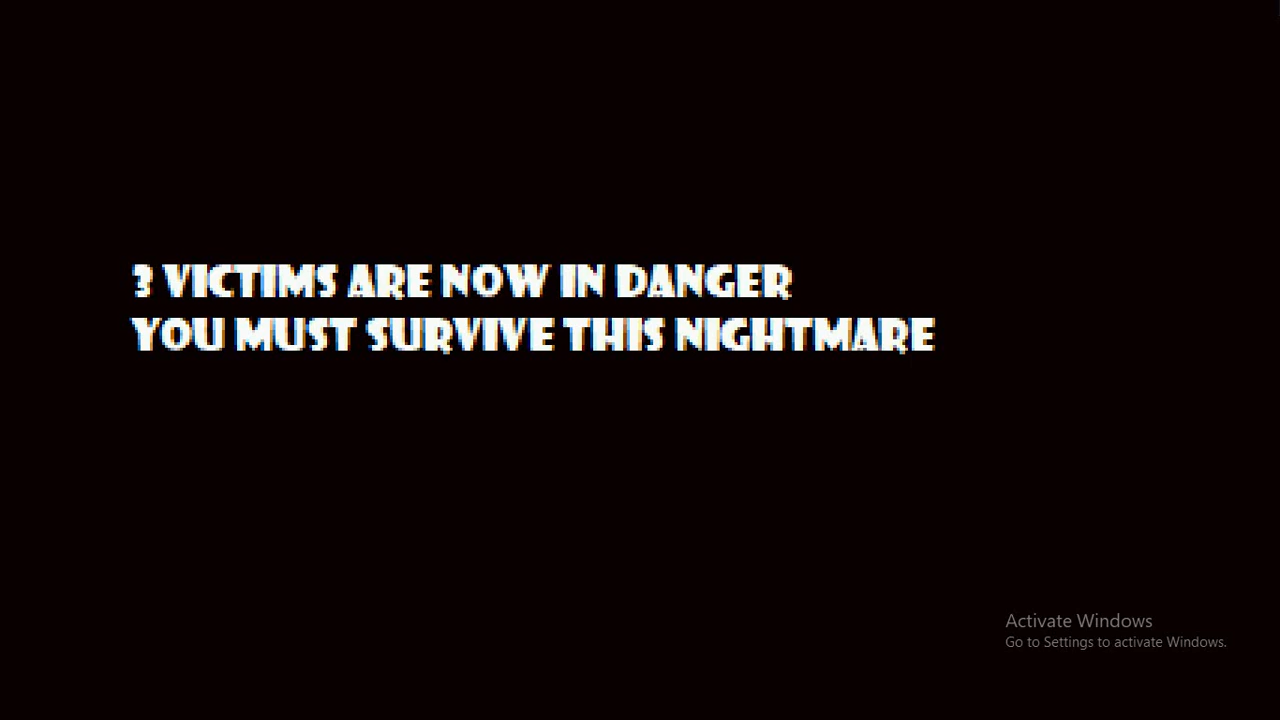 3 VICTIMS ARE NOW IN DANGER
YOU MUST SURVIVE THIS NIGHTMARE
Activate Windows
Go to Settings to activate Windows.